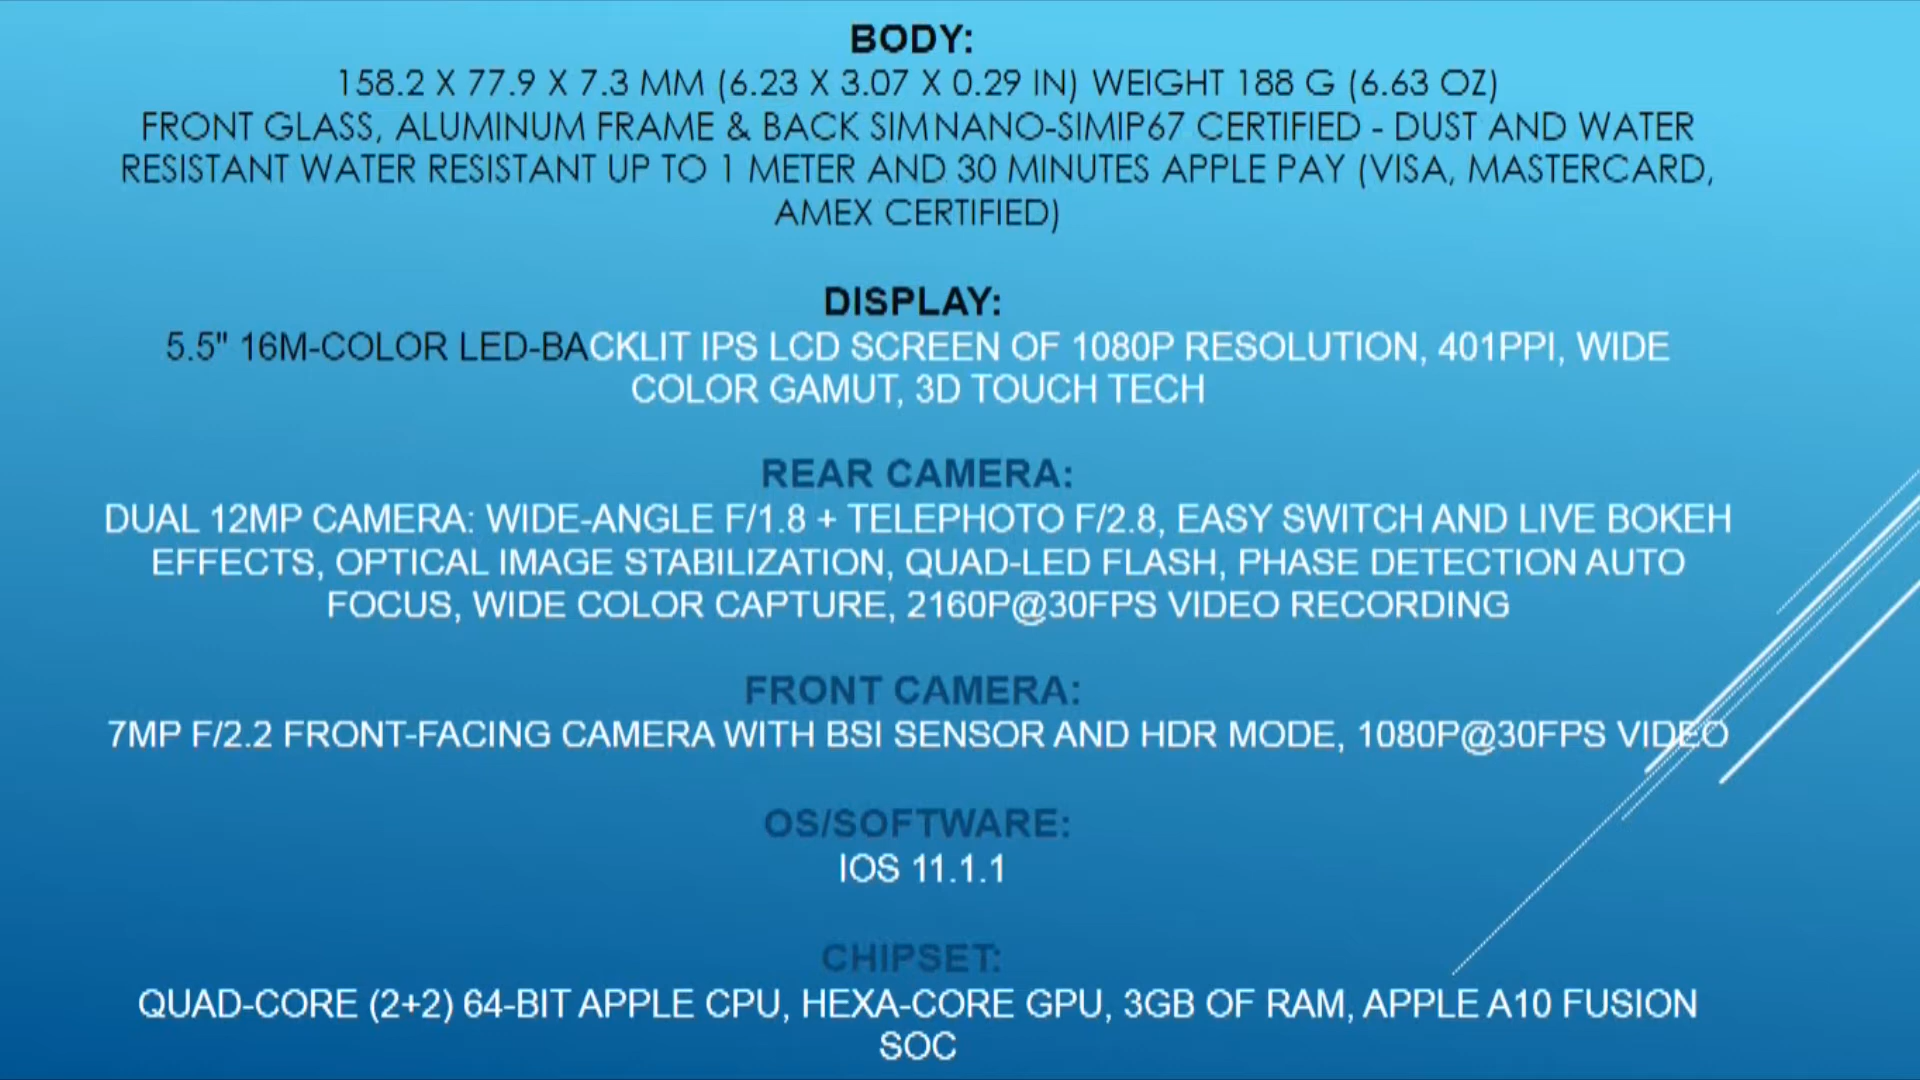 BODY:
158.2 X 77.9 X 7.3 MM (6.23 X 3.07 X 0.29 IN) WEIGHT 188 G (6.63 OZ)
FRONT GLASS, ALUMINUM FRAME & BACK SIMNANO-SIMIP67 CERTIFIED - DUST AND WATER
RESISTANT WATER RESISTANT UP TO 1 METER AND 30 MINUTES APPLE PAY (VISA, MASTERCARD,
AMEX CERTIFIED)
DISPLAY:
5.5" 16M-COLOR LED-BACKLIT IPS LCD SCREEN OF 1080P RESOLUTION, 401PPI, WIDE
COLOR GAMUT, 3D TOUCH TECH
REAR CAMERA:
DUAL 12MP CAMERA: WIDE-ANGLE F/1.8 + TELEPHOTO F/2.8, EASY SWITCH AND LIVE BOKEH
EFFECTS, OPTICAL IMAGE STABILIZATION, QUAD-LED FLASH, PHASE DETECTION AUTO
FOCUS, WIDE COLOR CAPTURE, 2160P@30FPS VIDEO RECORDING
FRONT CAMERA:
7MP F/2.2 FRONT-FACING CAMERA WITH BSI SENSOR AND HDR MODE, 1080P@30FPS VIDEO
OS/SOFTWARE:
IOS 11.1.1
CHIPSET:
QUAD-CORE (2+2) 64-BIT APPLE CPU, HEXA-CORE GPU, 3GB OF RAM, APPLE A10 FUSION
SOC